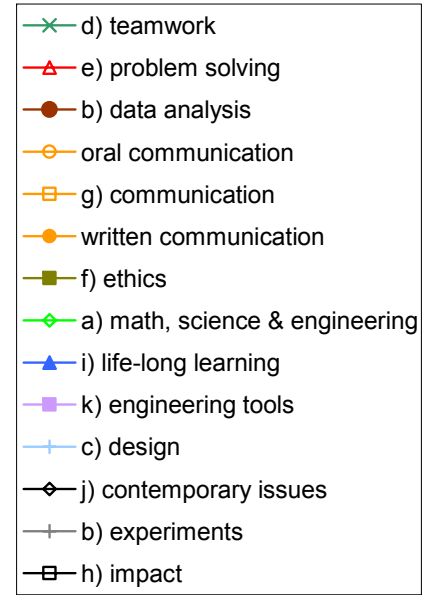 d) teamwork
e) problem solving
b) data analysis
oral communication
g) communication
written communication
f) ethics
a) math, science & engineering
i) life-long learning
k) engineering tools
c) design
j) contemporary issues
b) experiments
h) impact